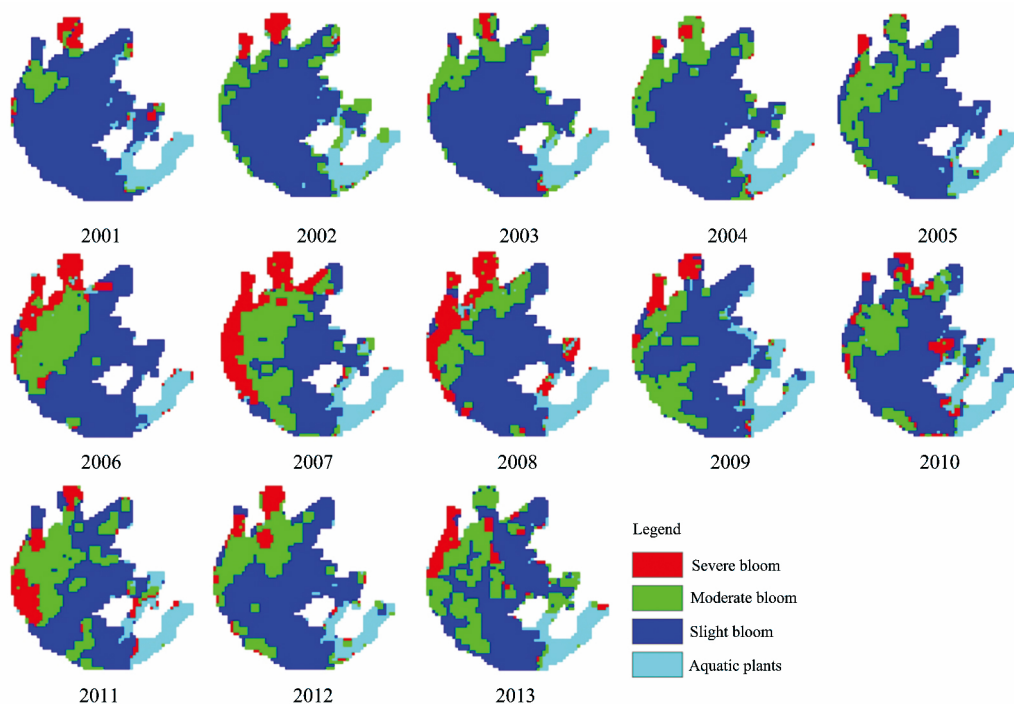 2001
2002
2003
2004
2005
2006
2007
2008
2009
2010
2011
2012
2013
Legend
Severe bloom
Moderate bloom
Slight bloom
Aquatic plants